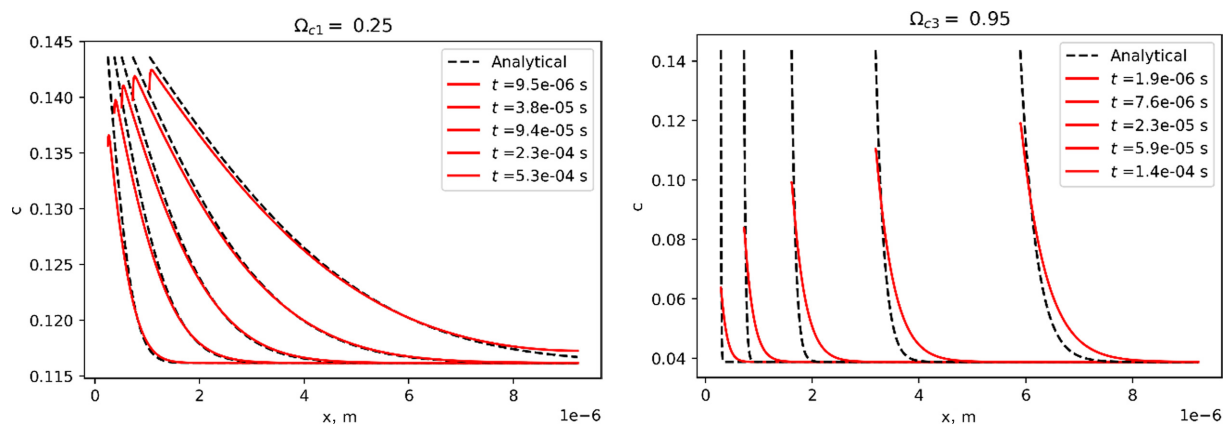 Ωc1 = 0.25
0.145
0.140
0.135
0.130
0.125
0.120
0.115
c
Analytical
t =9.5e-06 s
t =3.8e-05 s
t =9.4e-05 s
t =2.3e-04 s
t =5.3e-04 s
0
2
4
6
8
1e-6
x, m
Ωc3 = 0.95
0.14
0.12
0.10
0.08
0.06
0.04
c
Analytical
t =1.9e-06 s
t =7.6e-06 s
t =2.3e-05 s
t =5.9e-05 s
t =1.4e-04 s
0
2
4
6
8
1e-6
x, m